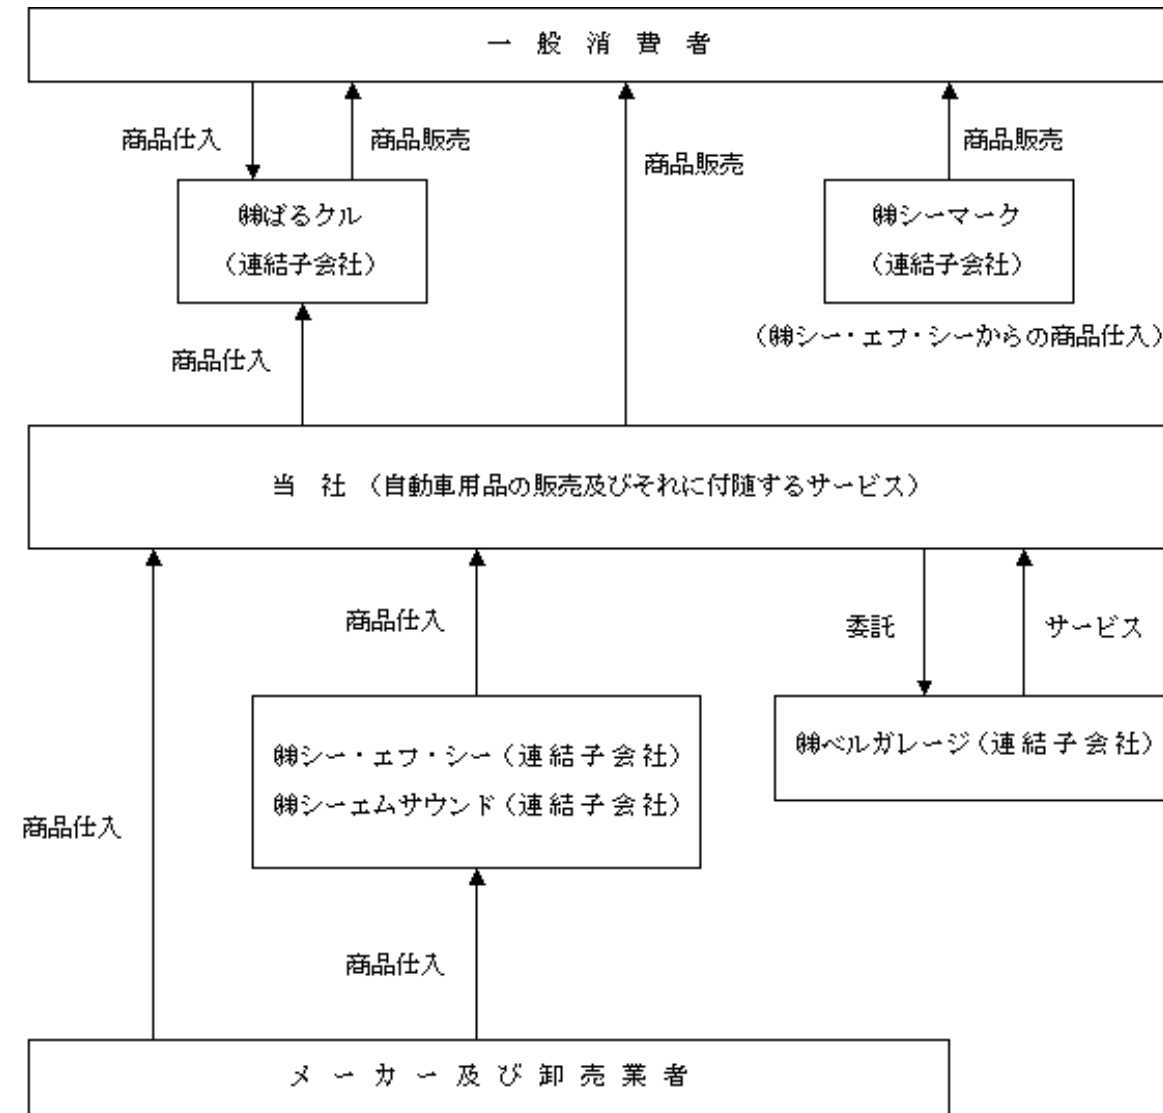 一般消費者
商品仕入
商品販売
商品販売
商品販売
㈱ぱるクル
(連結子会社)
㈱シーマーク
(連結子会社)
(㈱シー・エフ・シーからの商品仕入)
商品仕入
当 社 (自動車用品の販売及びそれに付随するサービス)
商品仕入
委託
サービス
㈱シー・エフ・シー(連結子会社)
㈱シーエムサウンド(連結子会社)
㈱ベルガレージ(連結子会社)
商品仕入
商品仕入
メーカー及び卸売業者